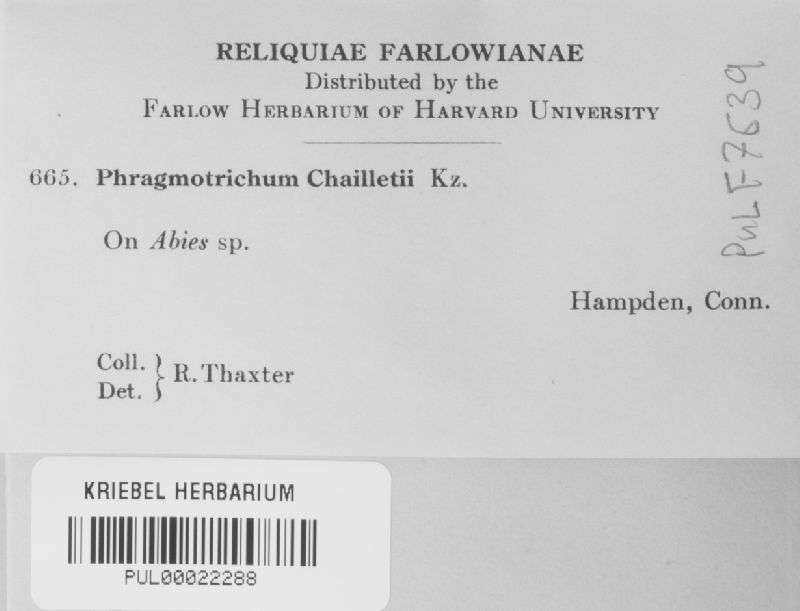 RELIQUIAE FARLOWIANAE
Distributed by the
FARLOW HERBARIUM OF HARVARD UNIVERSITY
665. Phragmotrichum Chailletii Kz.
On Abies sp.
Hampden, Conn.
Coll.
Det. } R. Thaxter
PUL F7639
KRIEBEL HERBARIUM
PUL00022288